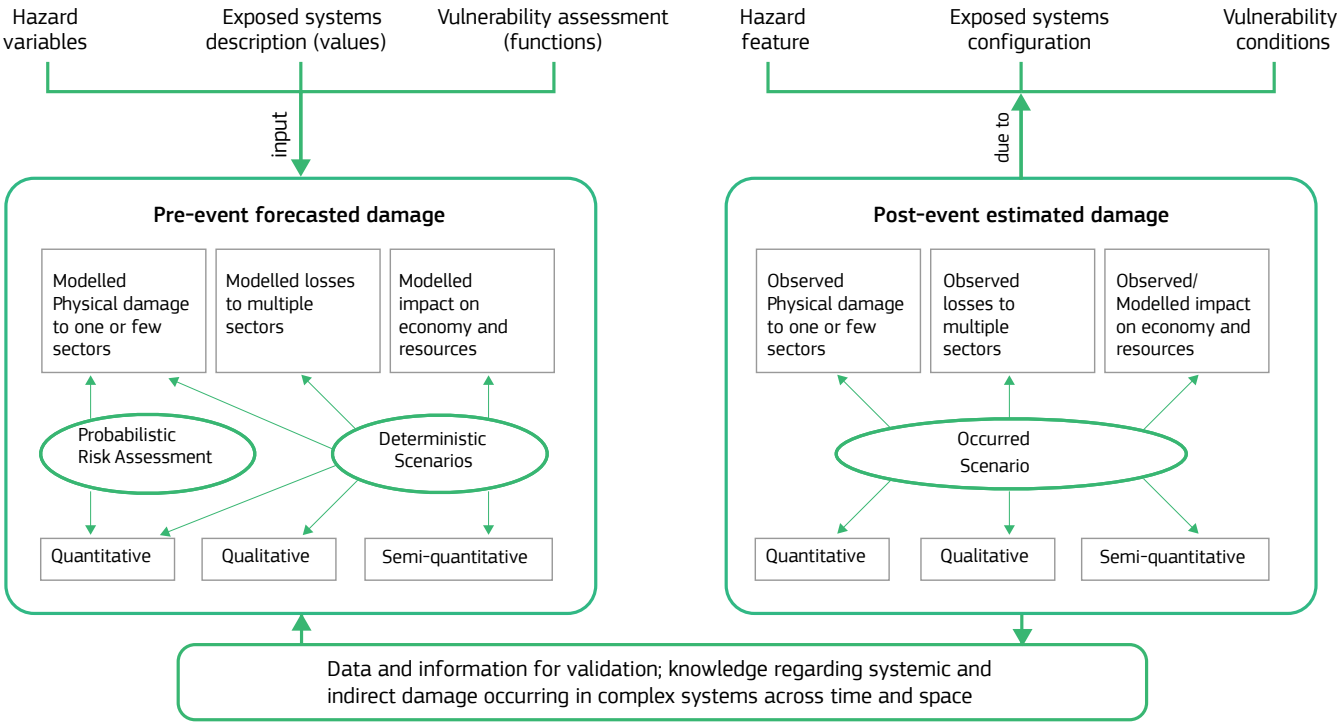 Hazard
variables
Exposed systems
description (values)
Vulnerability assessment
(functions)
input
Pre-event forecasted damage
Modelled
Physical damage
to one or few
sectors
Modelled losses
to multiple
sectors
Modelled
impact on
economy and
resources
Probabilistic
Risk Assessment
Deterministic
Scenarios
Quantitative
Qualitative
Semi-quantitative
Hazard
feature
Exposed systems
configuration
Vulnerability
conditions
due to
Post-event estimated damage
Observed
Physical damage
to one or few
sectors
Observed
losses to
multiple
sectors
Observed/
Modelled impact
on economy and
resources
Occurred
Scenario
Quantitative
Qualitative
Semi-quantitative
Data and information for validation; knowledge regarding systemic and
indirect damage occurring in complex systems across time and space